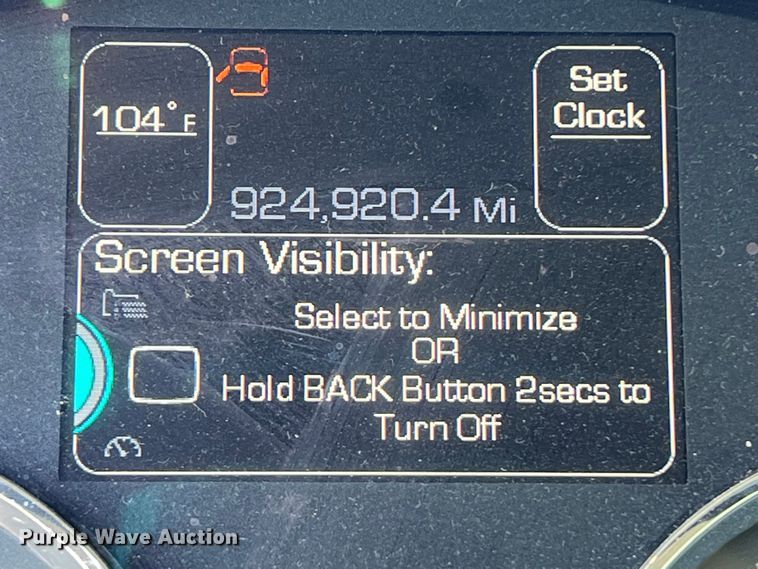 104°F
Set
Clock
924,920.4 Mi
Screen Visibility:
Select to Minimize
OR
Hold BACK Button 2secs to
Turn Off
Purple Wave Auction